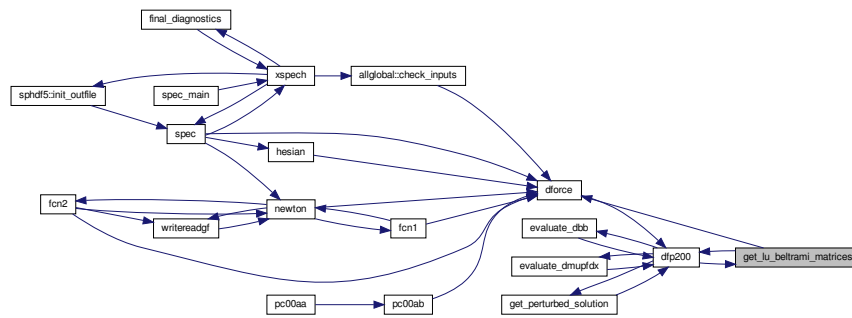 final_diagnostics
xspech
allglobal::check_inputs
sphdf5::init_outfile
spec_main
spec
hesian
dforce
fcn2
newton
writereadgf
fcn1
evaluate_dbb
dfp200
get_lu_beltrami_matrices
evaluate_dmupfdx
get_perturbed_solution
pc00aa
pc00ab